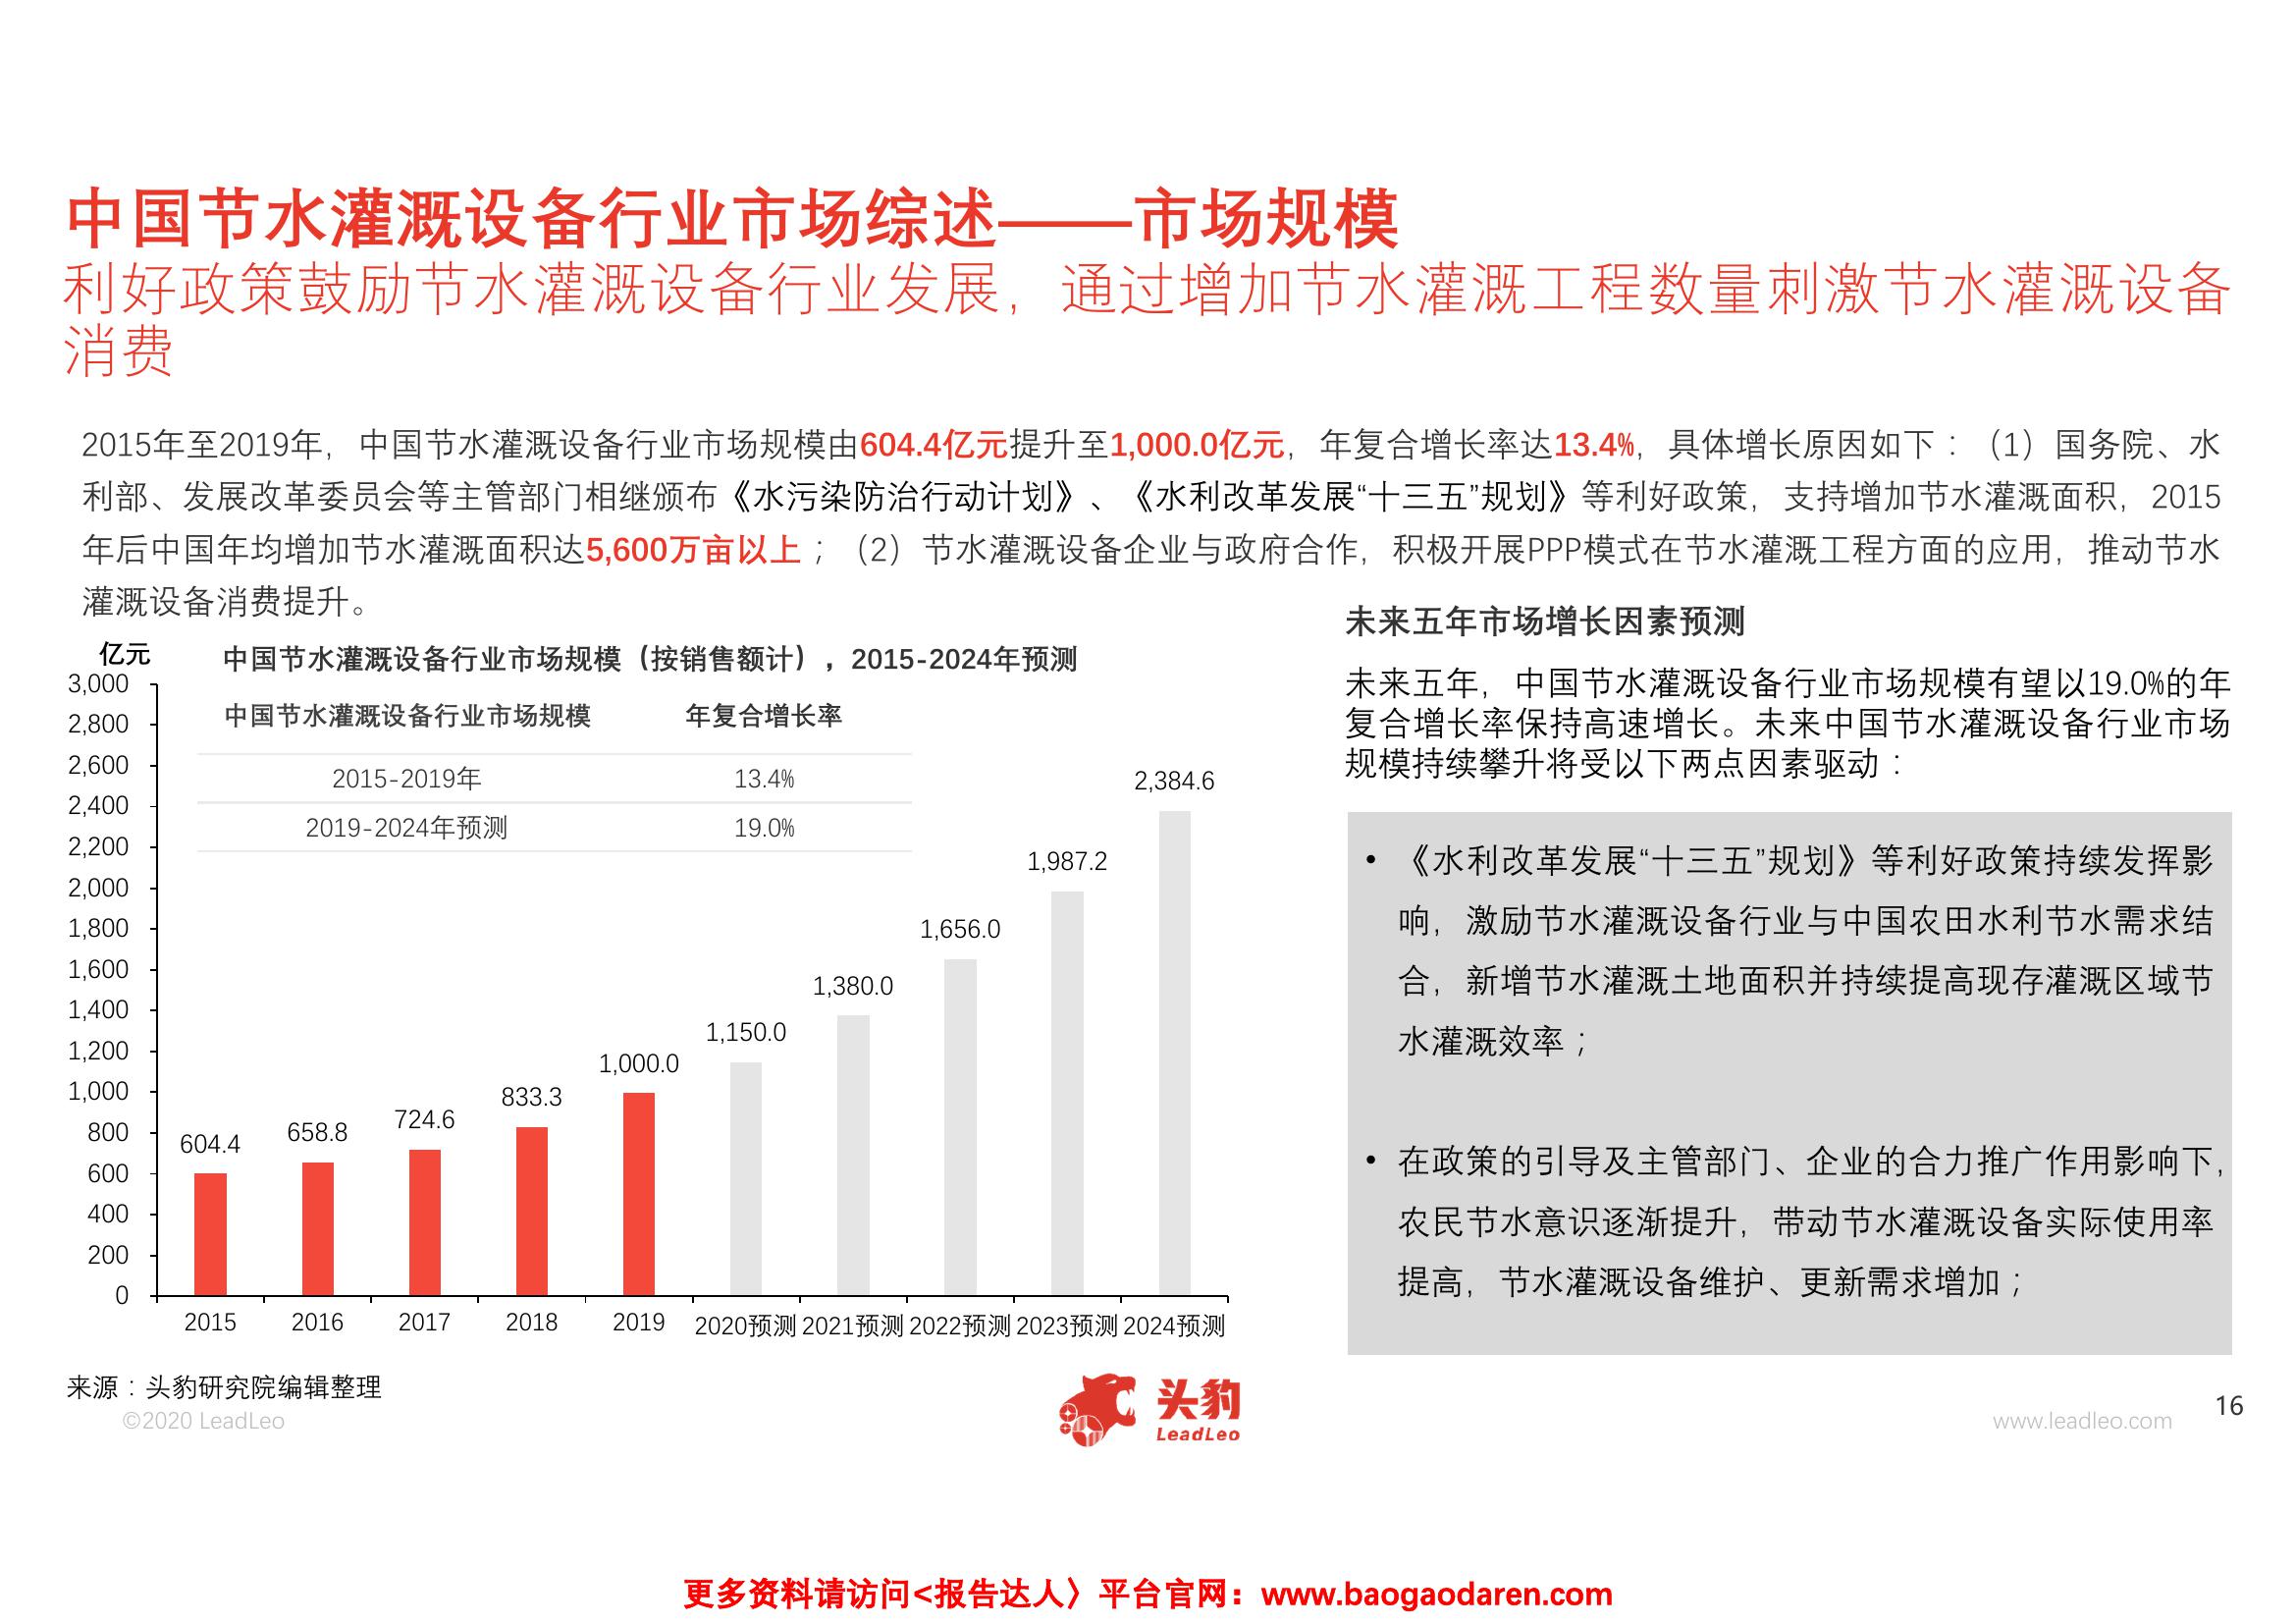 中国节水灌溉设备行业市场综述——市场规模
利好政策鼓励节水灌溉设备行业发展，通过增加节水灌溉工程数量刺激节水灌溉设备
消费
2015年至2019年，中国节水灌溉设备行业市场规模由604.4亿元提升至1,000.0亿元，年复合增长率达13.4%，具体增长原因如下：（1）国务院、水
利部、发展改革委员会等主管部门相继颁布《水污染防治行动计划》、《水利改革发展“十三五”规划》等利好政策，支持增加节水灌溉面积，2015
年后中国年均增加节水灌溉面积达5,600万亩以上；（2）节水灌溉设备企业与政府合作，积极开展PPP模式在节水灌溉工程方面的应用，推动节水
灌溉设备消费提升。
亿元
中国节水灌溉设备行业市场规模（按销售额计），2015-2024年预测
中国节水灌溉设备行业市场规模 年复合增长率
2015-2019年 13.4%
2019-2024年预测 19.0%
3,000
2,800
2,600
2,400
2,200
2,000
1,800
1,600
1,400
1,200
1,000
800
600
400
200
0
604.4
658.8
724.6
833.3
1,000.0
1,150.0
1,380.0
1,656.0
1,987.2
2,384.6
2015 2016 2017 2018 2019 2020预测 2021预测 2022预测 2023预测 2024预测
未来五年市场增长因素预测
未来五年，中国节水灌溉设备行业市场规模有望以19.0%的年
复合增长率保持高速增长。未来中国节水灌溉设备行业市场
规模持续攀升将受以下两点因素驱动：
• 《水利改革发展“十三五”规划》等利好政策持续发挥影
响，激励节水灌溉设备行业与中国农田水利节水需求结
合，新增节水灌溉土地面积并持续提高现存灌溉区域节
水灌溉效率；
• 在政策的引导及主管部门、企业的合力推广作用影响下，
农民节水意识逐渐提升，带动节水灌溉设备实际使用率
提高，节水灌溉设备维护、更新需求增加；
来源：头豹研究院编辑整理
©2020 LeadLeo
头豹
LeadLeo
www.leadleo.com
16
更多资料请访问<报告达人〉平台官网：www.baogaodaren.com